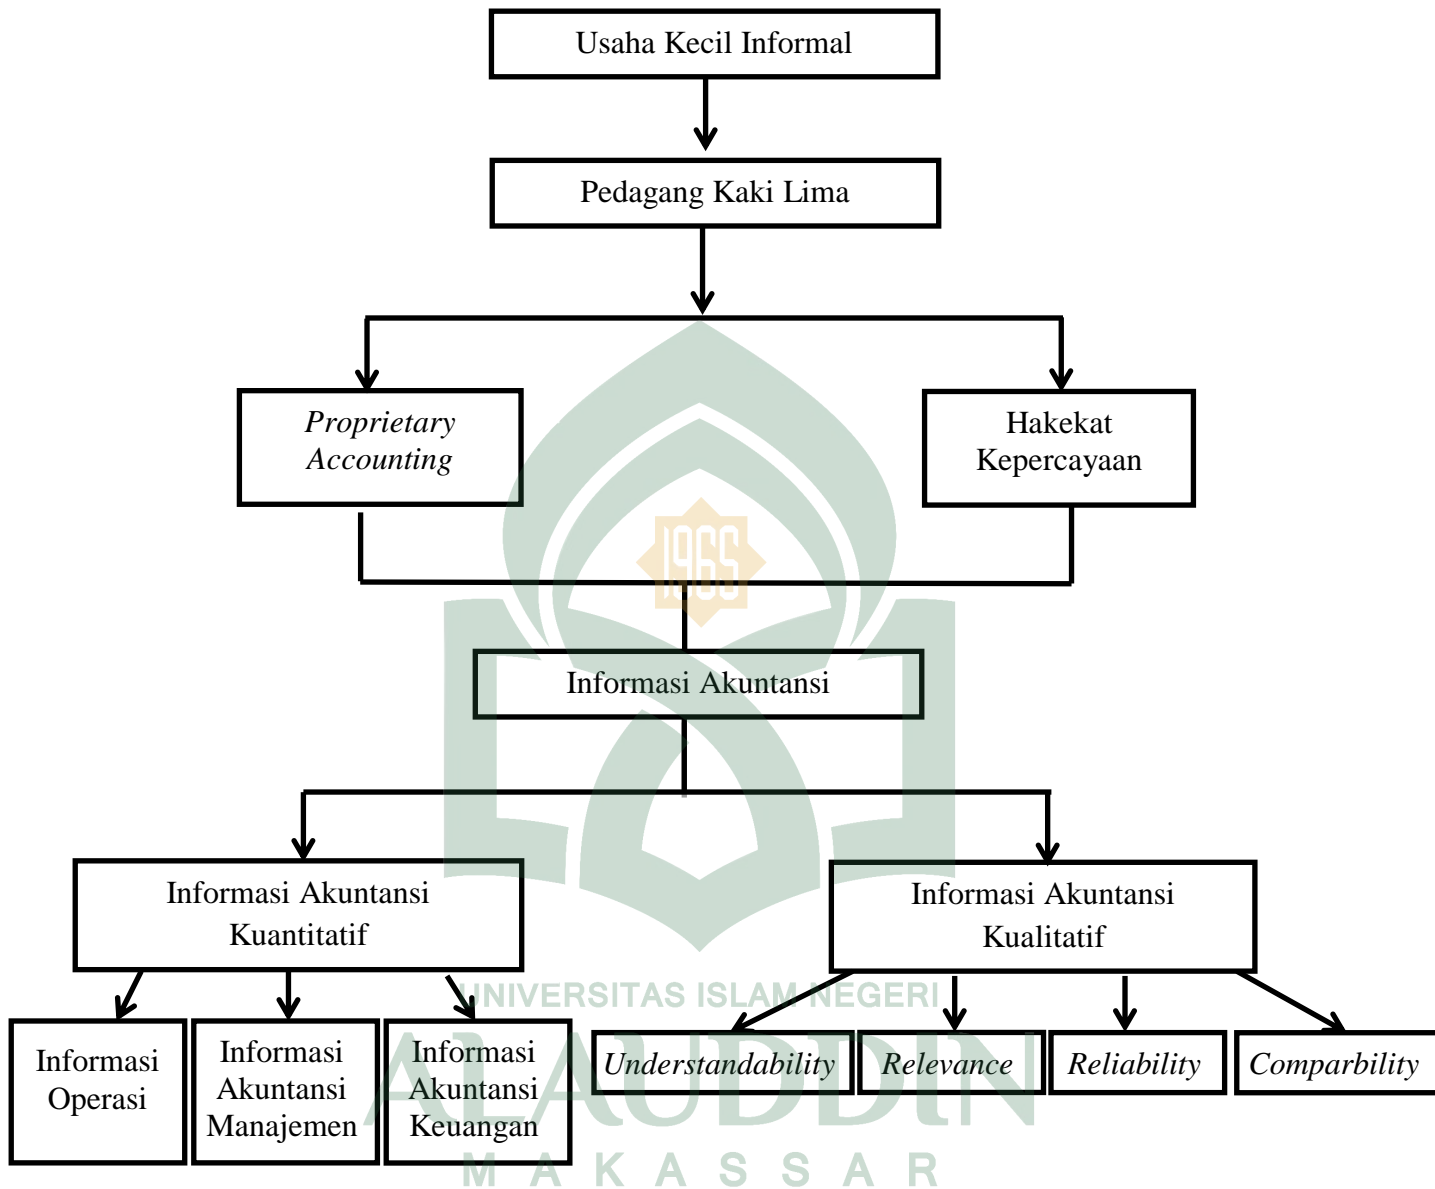 Usaha Kecil Informal
Pedagang Kaki Lima
Proprietary
Accounting
Hakekat
Kepercayaan
1965
Informasi Akuntansi
Informasi Akuntansi
Kuantitatif
Informasi Akuntansi
Kualitatif
UNIVERSITAS ISLAM NEGERI
Informasi
Operasi
Informasi
Akuntansi
Manajemen
Informasi
Akuntansi
Keuangan
Understandability
Relevance
Reliability
Comparbility
ALAUDDIN
MAKASSAR